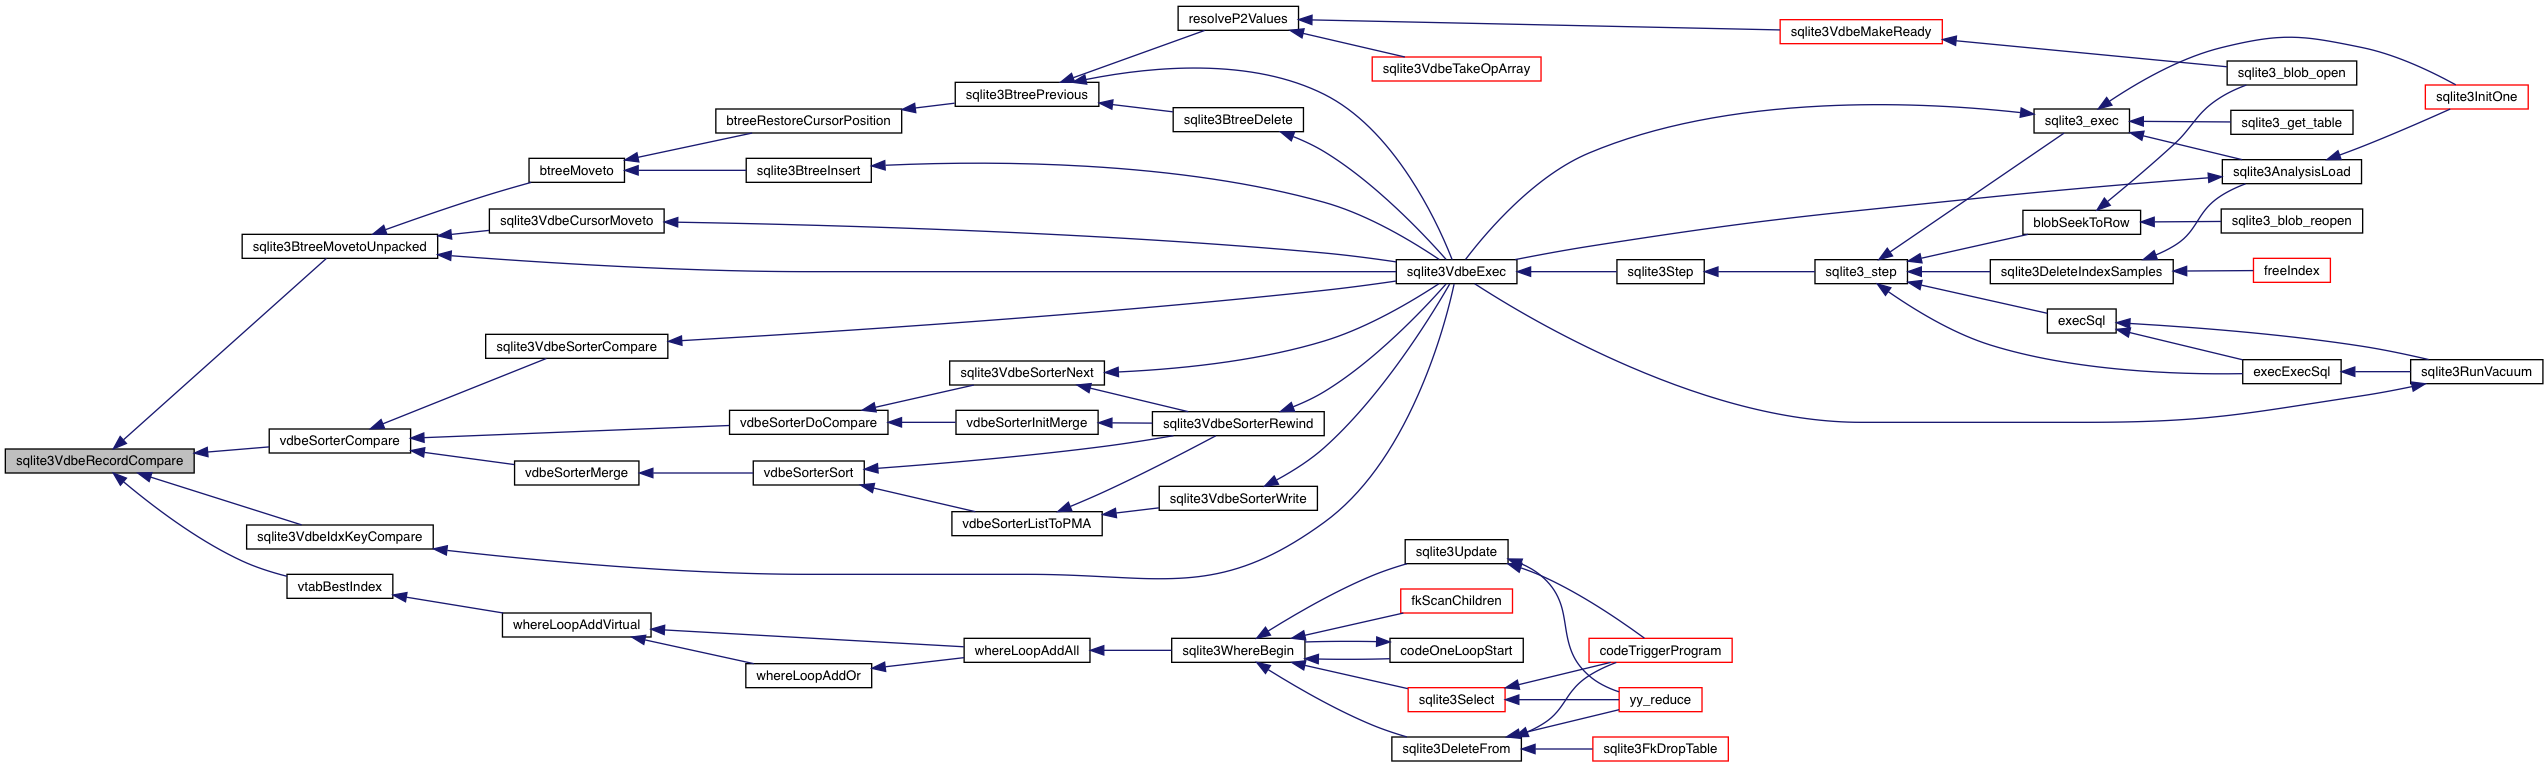 resolveP2Values
sqlite3VdbeMakeReady
sqlite3VdbeTakeOpArray
sqlite3_blob_open
sqlite3InitOne
sqlite3BtreePrevious
btreeRestoreCursorPosition
sqlite3BtreeDelete
sqlite3_exec
sqlite3_get_table
btreeMoveto
sqlite3BtreeInsert
sqlite3AnalysisLoad
sqlite3VdbeCursorMoveto
blobSeekToRow
sqlite3_blob_reopen
sqlite3BtreeMovetoUnpacked
sqlite3VdbeExec
sqlite3Step
sqlite3_step
sqlite3DeleteIndexSamples
freeIndex
execSql
sqlite3VdbeSorterCompare
sqlite3VdbeSorterNext
execExecSql
sqlite3RunVacuum
vdbeSorterDoCompare
vdbeSorterInitMerge
sqlite3VdbeSorterRewind
vdbeSorterCompare
sqlite3VdbeRecordCompare
vdbeSorterMerge
vdbeSorterSort
sqlite3VdbeSorterWrite
vdbeSorterListToPMA
sqlite3VdbeIdxKeyCompare
sqlite3Update
vtabBestIndex
fkScanChildren
whereLoopAddVirtual
whereLoopAddAll
sqlite3WhereBegin
codeOneLoopStart
codeTriggerProgram
whereLoopAddOr
sqlite3Select
yy_reduce
sqlite3DeleteFrom
sqlite3FkDropTable